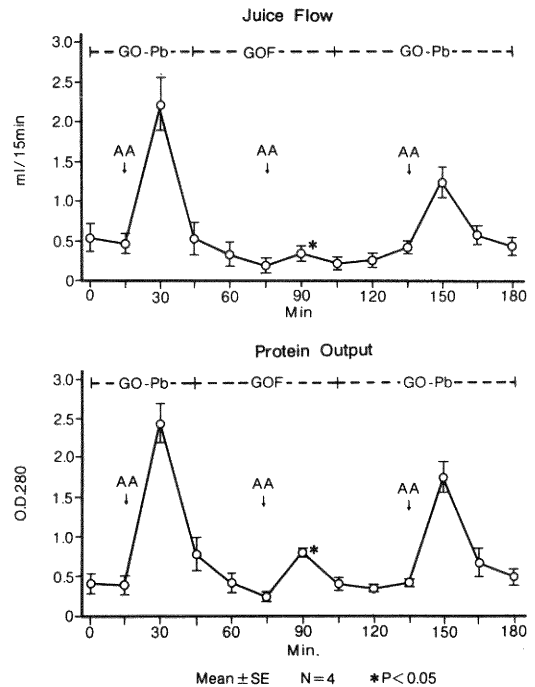 Juice Flow
3.0
GO-Pb GOF GO-Pb
2.5
2.0
ml/15min
1.5
AA AA AA
1.0
0.5
0
0 30 60 90 120 150 180
*
Min
Protein Output
3.0
GO-Pb GOF GO-Pb
2.5
2.0
O.D.280
1.5
AA AA AA
1.0
*
0.5
0
0 30 60 90 120 150 180
Min.
Mean ± SE N = 4 *P < 0.05